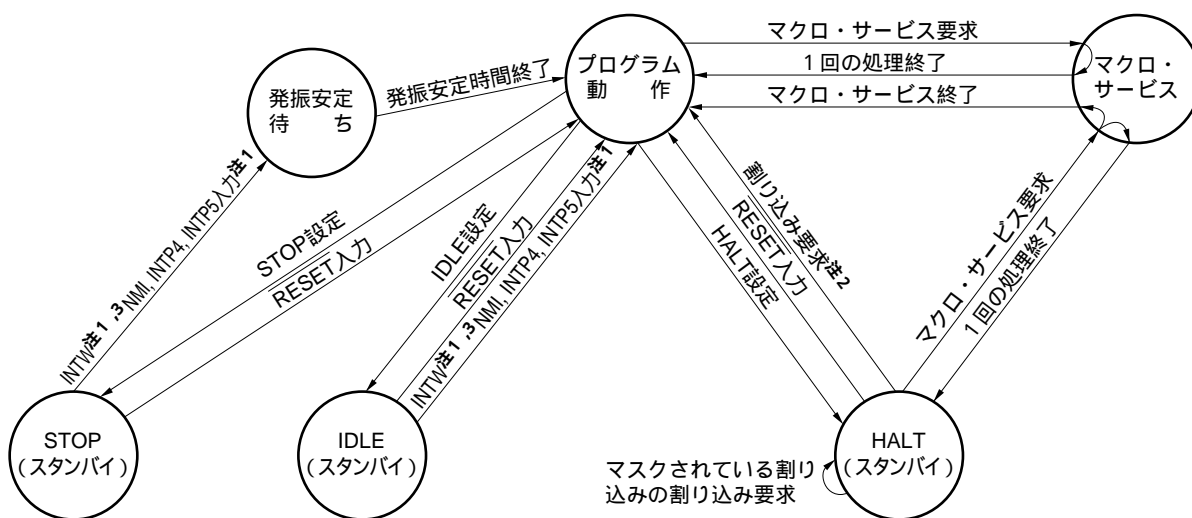 発振安定
待　　ち
発振安定時間終了
プログラム
動　　作
マクロ・サービス要求
1回の処理終了
マクロ・サービス終了
マクロ・
サービス
INTW注1, 3 NMI, INTP4, INTP5入力注1
STOP設定
RESET入力
IDLE設定
RESET入力
INTW注1, 3 NMI, INTP4, INTP5入力注1
割り込み要求注2
RESET入力
HALT設定
マクロ・サービス要求
1回の処理終了
STOP
(スタンバイ)
IDLE
(スタンバイ)
HALT
(スタンバイ)
マスクされている割り
込みの割り込み要求